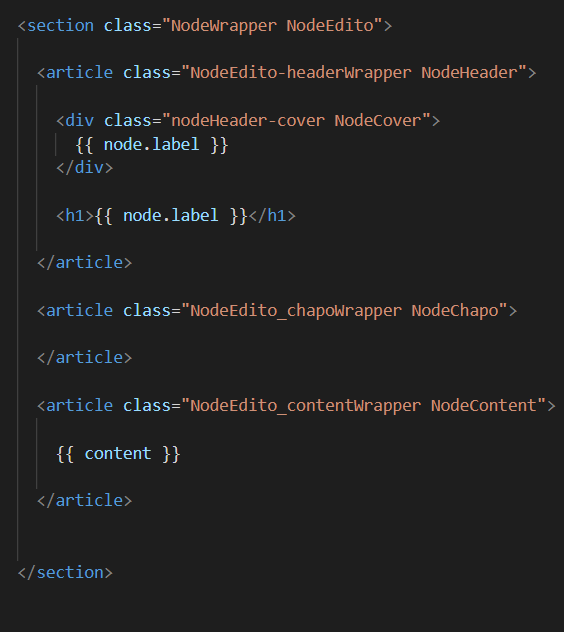 <section class="NodeWrapper NodeEdito">
<article class="NodeEdito-headerWrapper NodeHeader">
<div class="nodeHeader-cover NodeCover">
{{ node.label }}
</div>
<h1>{{ node.label }}</h1>
</article>
<article class="NodeEdito_chapoWrapper NodeChapo">
</article>
<article class="NodeEdito_contentWrapper NodeContent">
{{ content }}
</article>
</section>